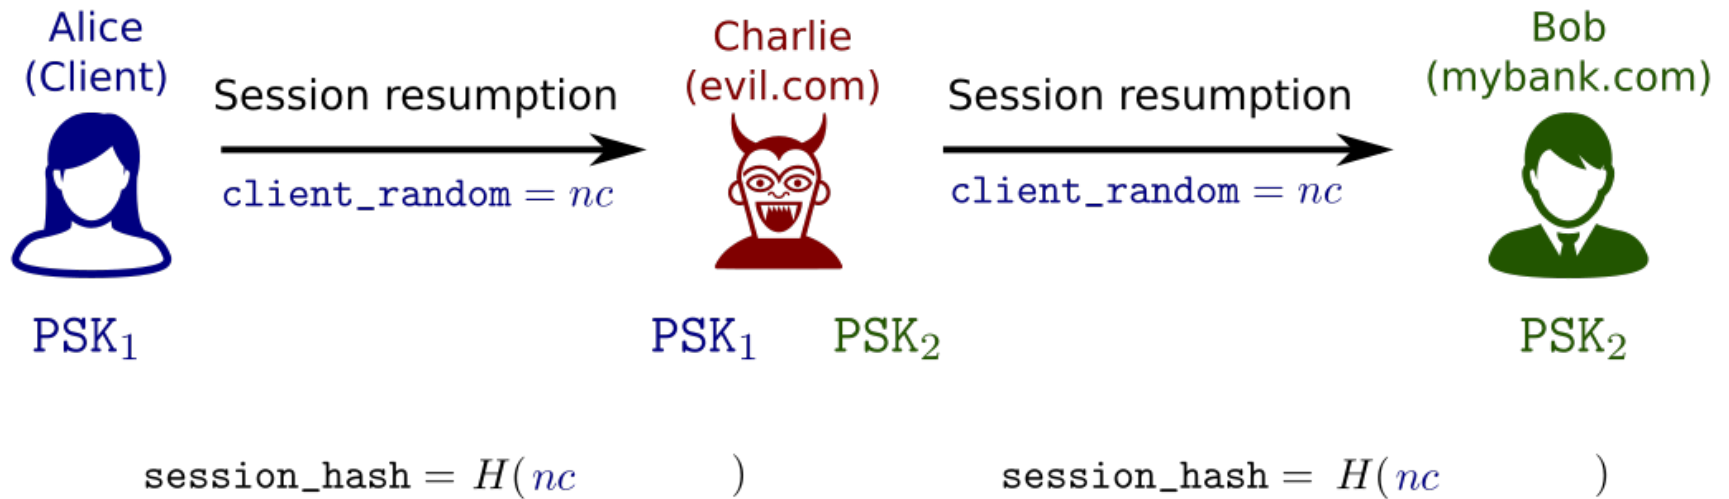 Alice
(Client)
Session resumption
client_random = nc
Charlie
(evil.com)
Session resumption
client_random = nc
Bob
(mybank.com)
PSK₁
PSK₁
PSK₂
PSK₂
session_hash = H(nc )
session_hash = H(nc )